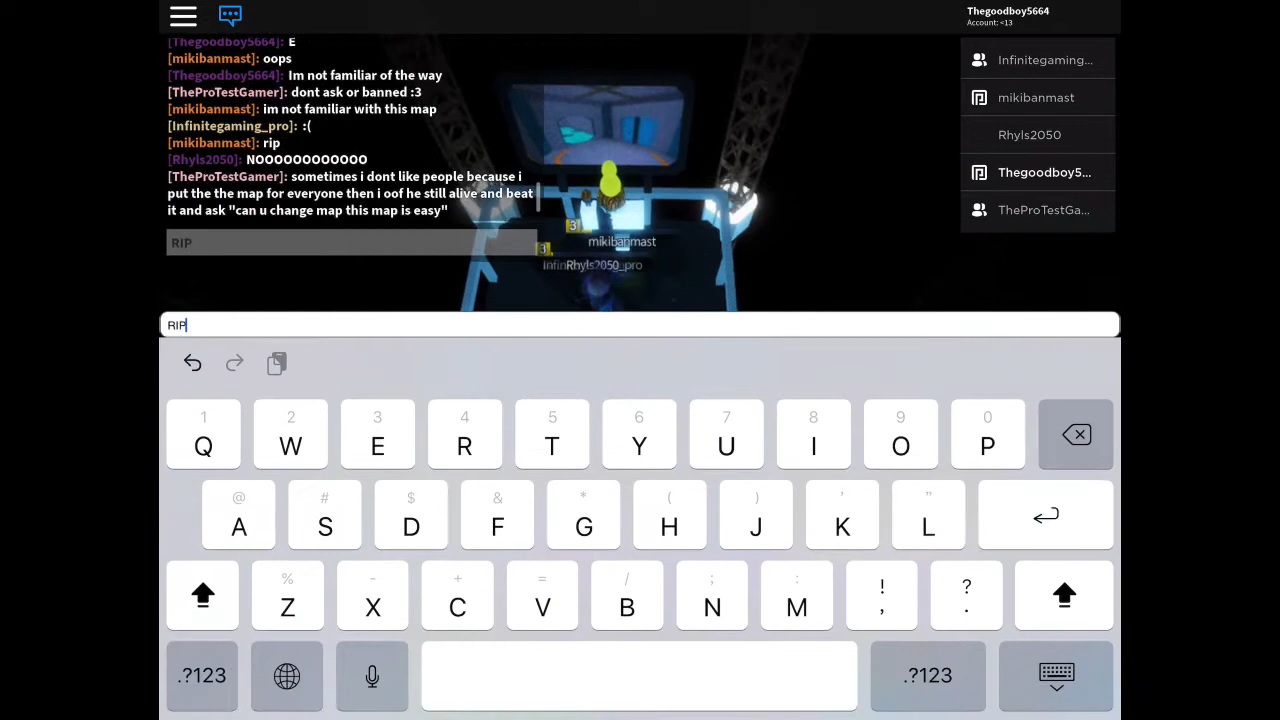 Thegoodboy5664
Account: <13
[Thegoodboy5664]: E
[mikibanmast]: oops
[Thegoodboy5664]: Im not familiar of the way
[TheProTestGamer]: dont ask or banned :3
[mikibanmast]: im not familiar with this map
[Infinitegaming_pro]: :(
[mikibanmast]: rip
[Rhyls2050]: NOOOOOOOOOOOO
[TheProTestGamer]: sometimes i dont like people because i
put the the map for everyone then i oof he still alive and beat
it and ask "can u change map this map is easy"
RIP
Infinitegaming...
mikibanmast
Rhyls2050
Thegoodboy5...
TheProTestGa...
3
mikibanmast
3
Rhyls2050_pro
RIP
1 2 3 4 5 6 7 8 9 0
Q W E R T Y U I O P
@ # $ & * ( ) ' "
A S D F G H J K L
% - + = / ; : ! ?
Z X C V B N M , .
.?123 .?123